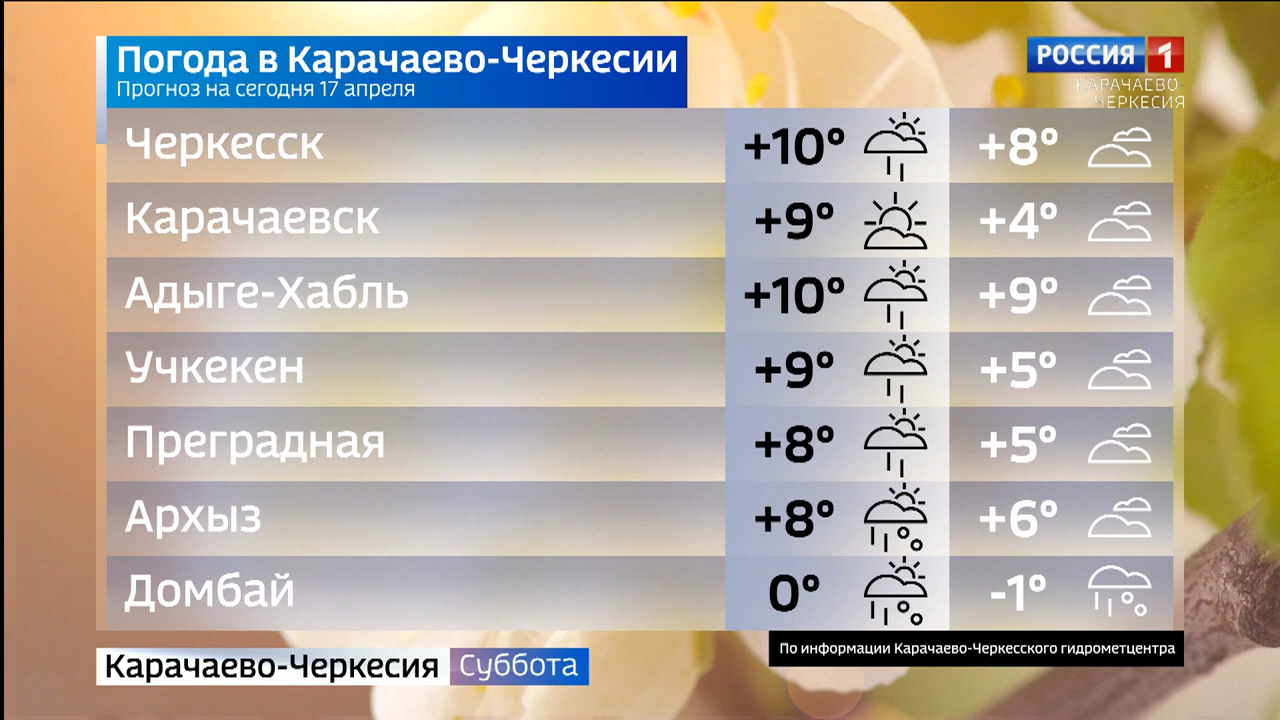 Погода в Карачаево-Черкесии
Прогноз на сегодня 17 апреля
РОССИЯ 1
КАРАЧАЕВО-
ЧЕРКЕСИЯ
Черкесск +10° +8°
Карачаевск +9° +4°
Адыге-Хабль +10° +9°
Учкекен +9° +5°
Преградная +8° +5°
Архыз +8° +6°
Домбай 0° -1°
По информации Карачаево-Черкесского гидрометцентра
Карачаево-Черкесия Суббота